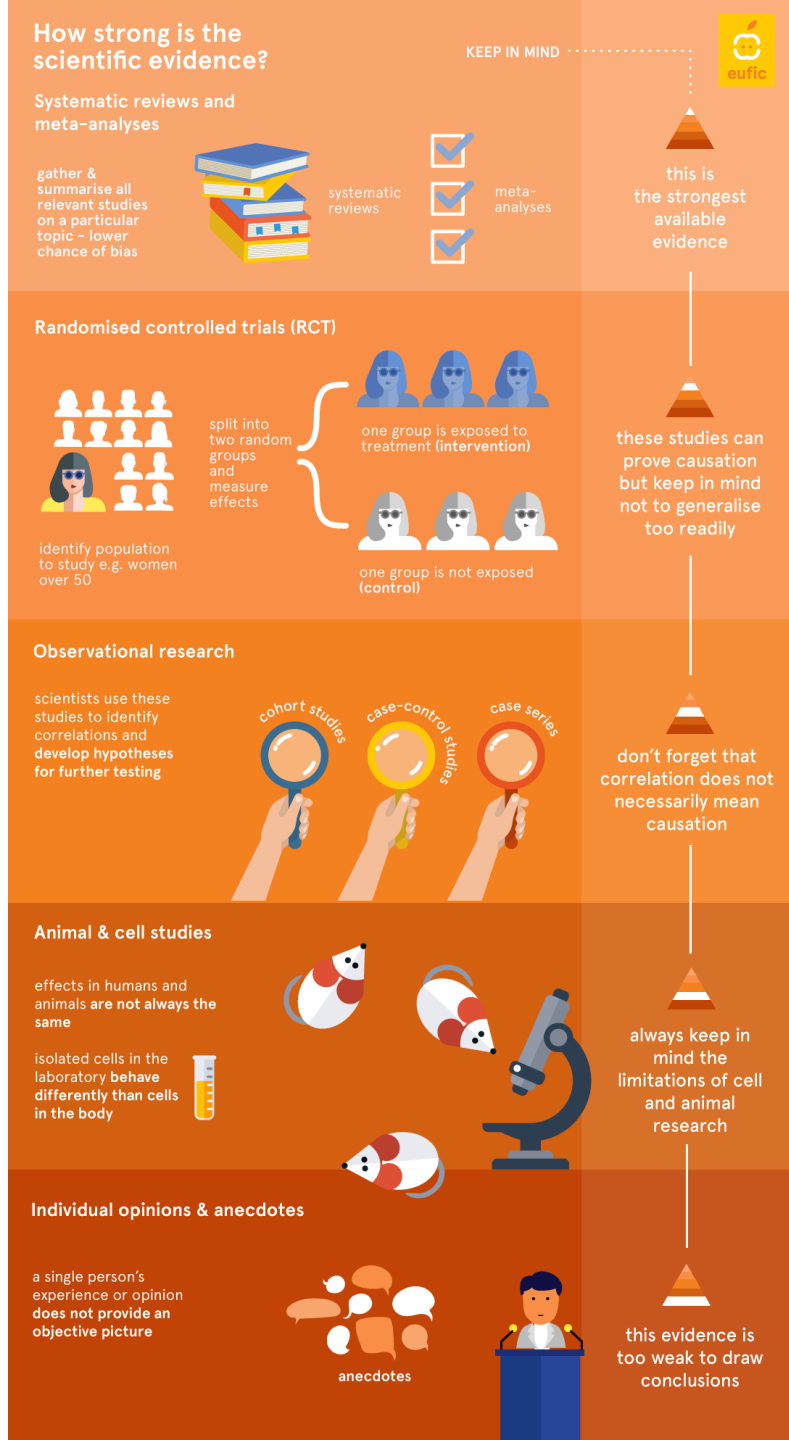 How strong is the
scientific evidence?
KEEP IN MIND
eufic
Systematic reviews and
meta-analyses
gather &
summarise all
relevant studies
on a particular
topic - lower
chance of bias
systematic
reviews
meta-
analyses
this is
the strongest
available
evidence
Randomised controlled trials (RCT)
identify population
to study e.g. women
over 50
split into
two random
groups
and
measure
effects
one group is exposed to
treatment (intervention)
one group is not exposed
(control)
these studies can
prove causation
but keep in mind
not to generalise
too readily
Observational research
scientists use these
studies to identify
correlations and
develop hypotheses
for further testing
cohort studies
case-control studies
case series
don't forget that
correlation does not
necessarily mean
causation
Animal & cell studies
effects in humans and
animals are not always the
same
isolated cells in the
laboratory behave
differently than cells
in the body
always keep in
mind the
limitations of cell
and animal
research
Individual opinions & anecdotes
a single person's
experience or opinion
does not provide an
objective picture
anecdotes
this evidence is
too weak to draw
conclusions